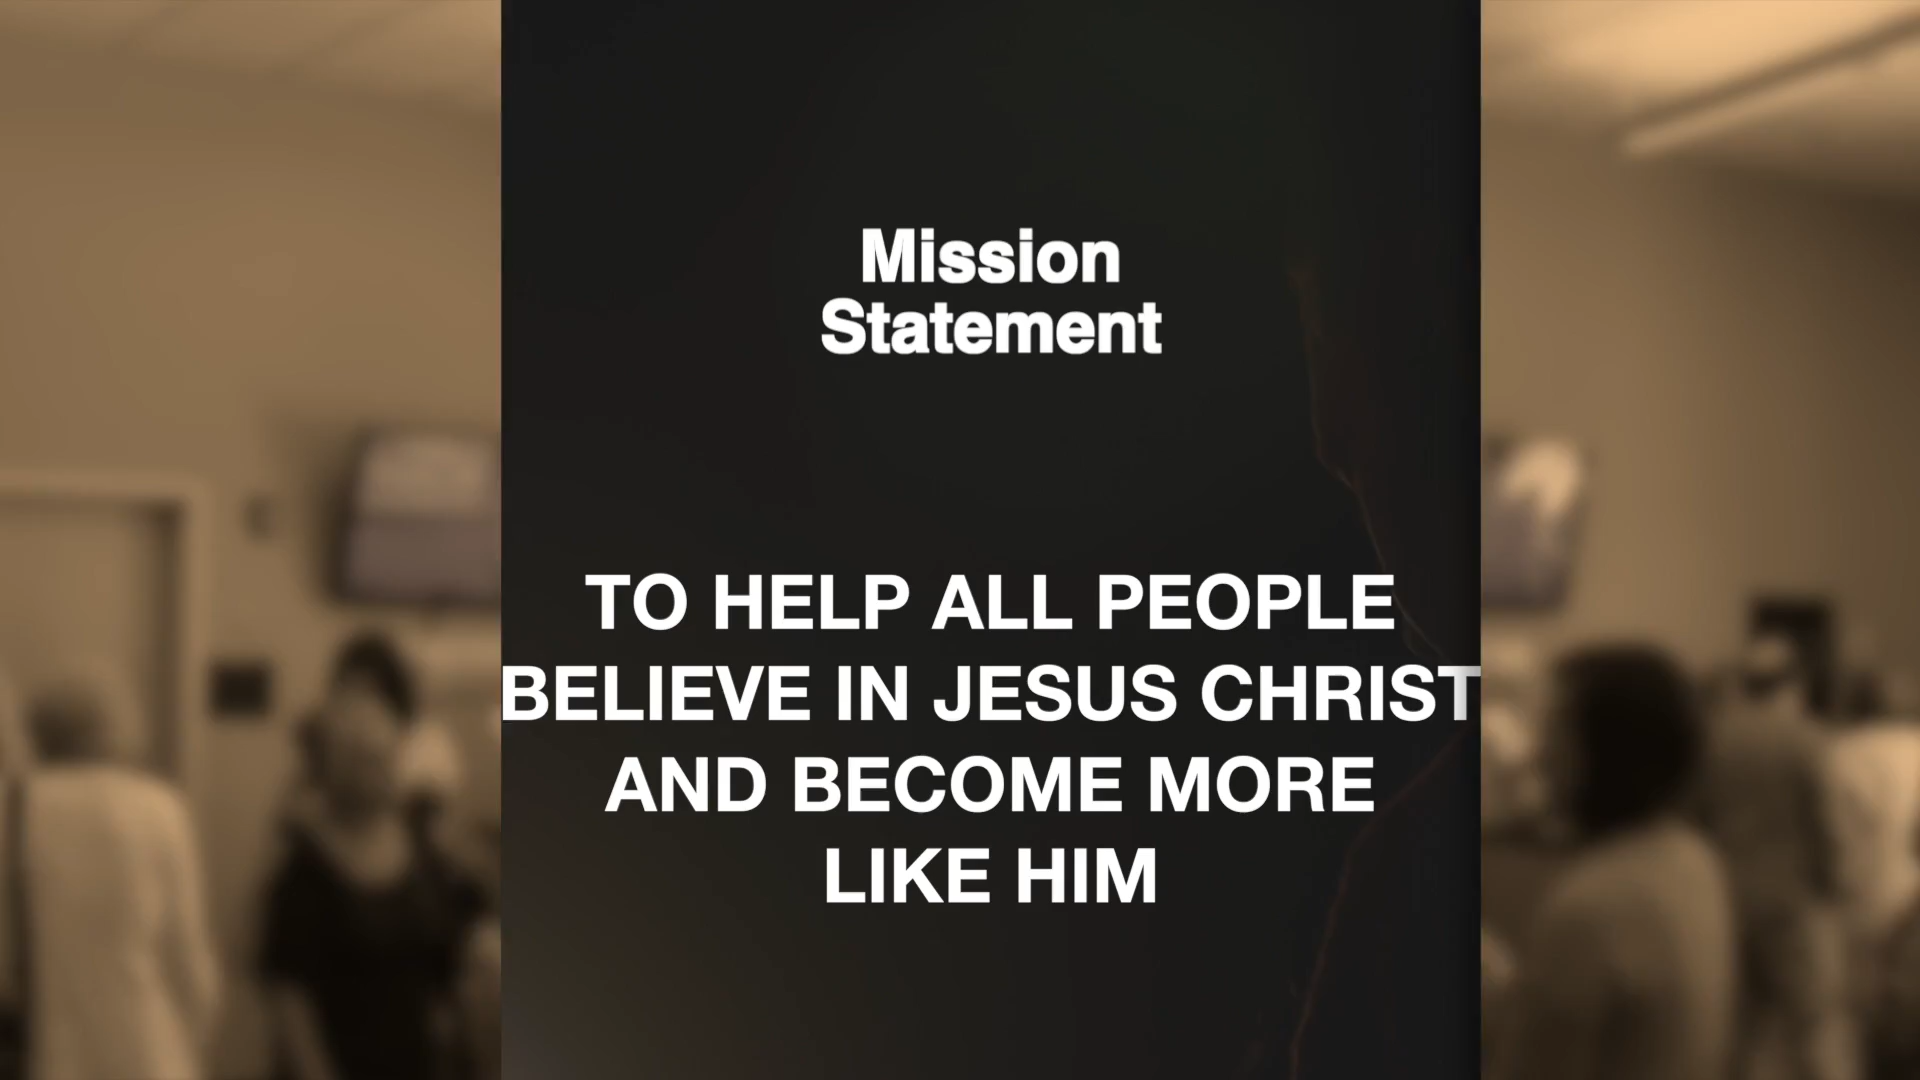 Mission
Statement
TO HELP ALL PEOPLE
BELIEVE IN JESUS CHRIST
AND BECOME MORE
LIKE HIM